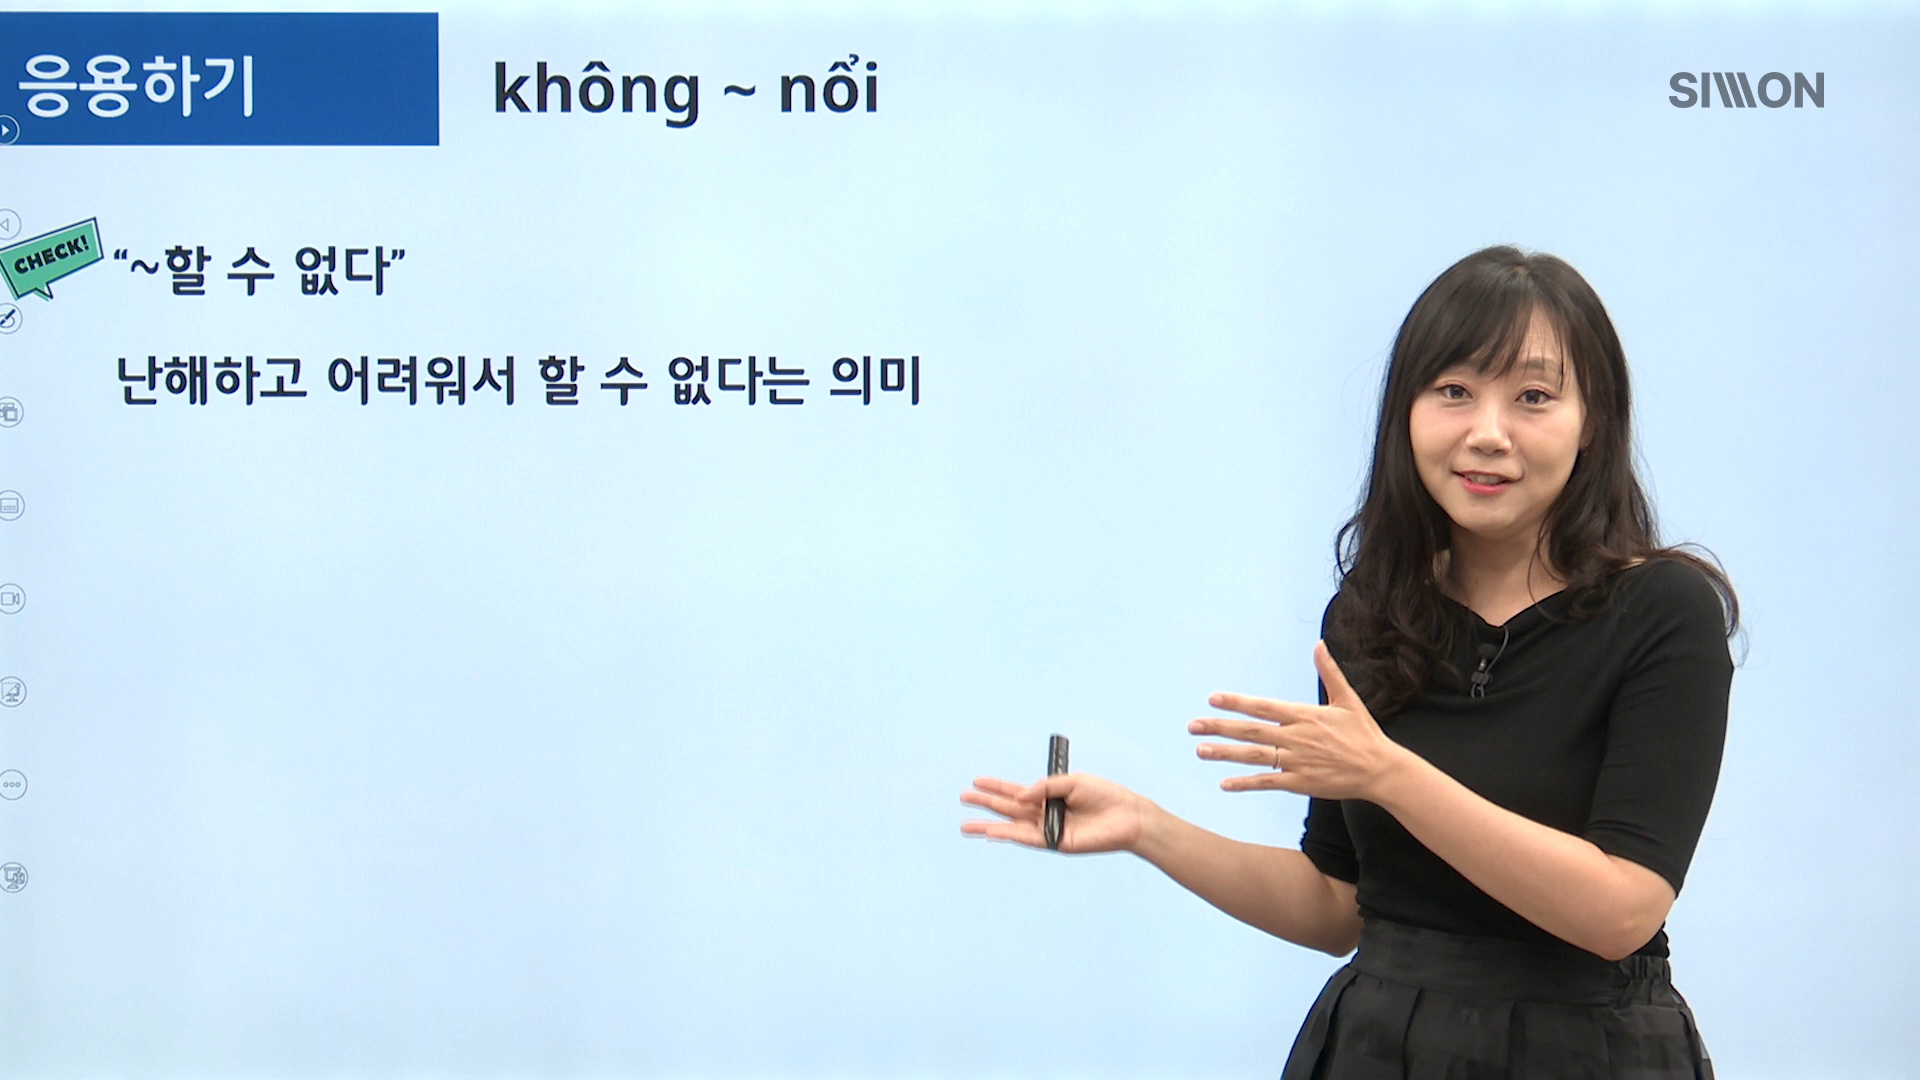 응용하기
không ~ nổi
SIWON
CHECK!
“~할 수 없다”
난해하고 어려워서 할 수 없다는 의미